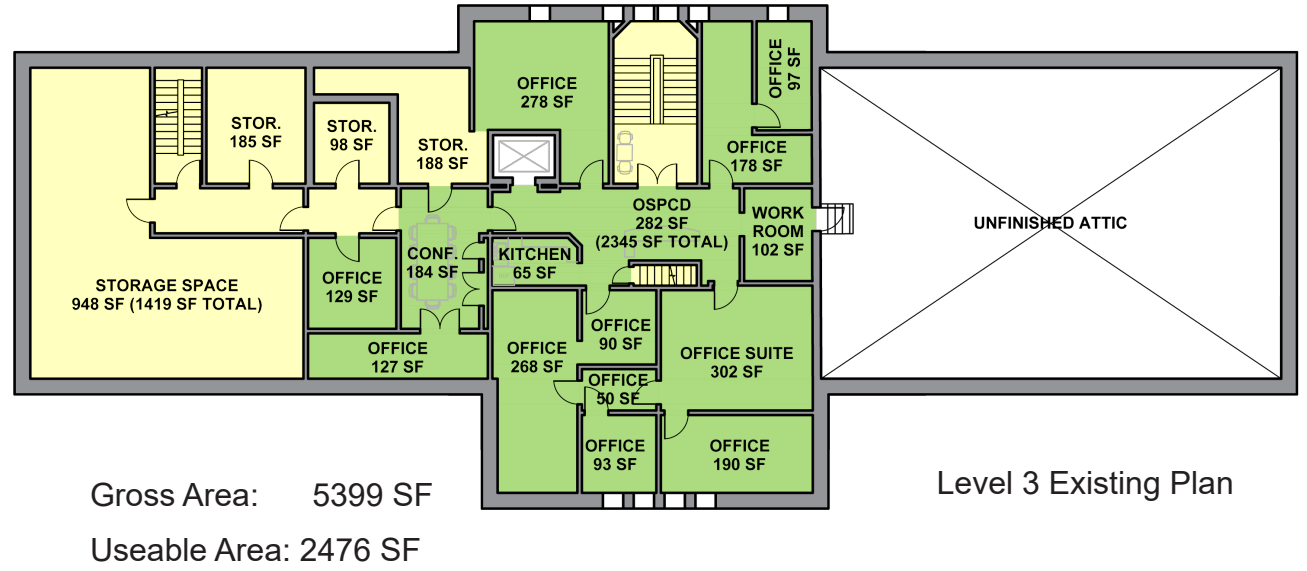 OFFICE
278 SF
OFFICE
97 SF
STOR.
185 SF
STOR.
98 SF
STOR.
188 SF
OFFICE
178 SF
OSPCD
282 SF
(2345 SF TOTAL)
WORK
ROOM
102 SF
UNFINISHED ATTIC
CONF.
184 SF
KITCHEN
65 SF
STORAGE SPACE
948 SF (1419 SF TOTAL)
OFFICE
129 SF
OFFICE
127 SF
OFFICE
268 SF
OFFICE
90 SF
OFFICE SUITE
302 SF
OFFICE
50 SF
OFFICE
93 SF
OFFICE
190 SF
Gross Area: 5399 SF
Useable Area: 2476 SF
Level 3 Existing Plan